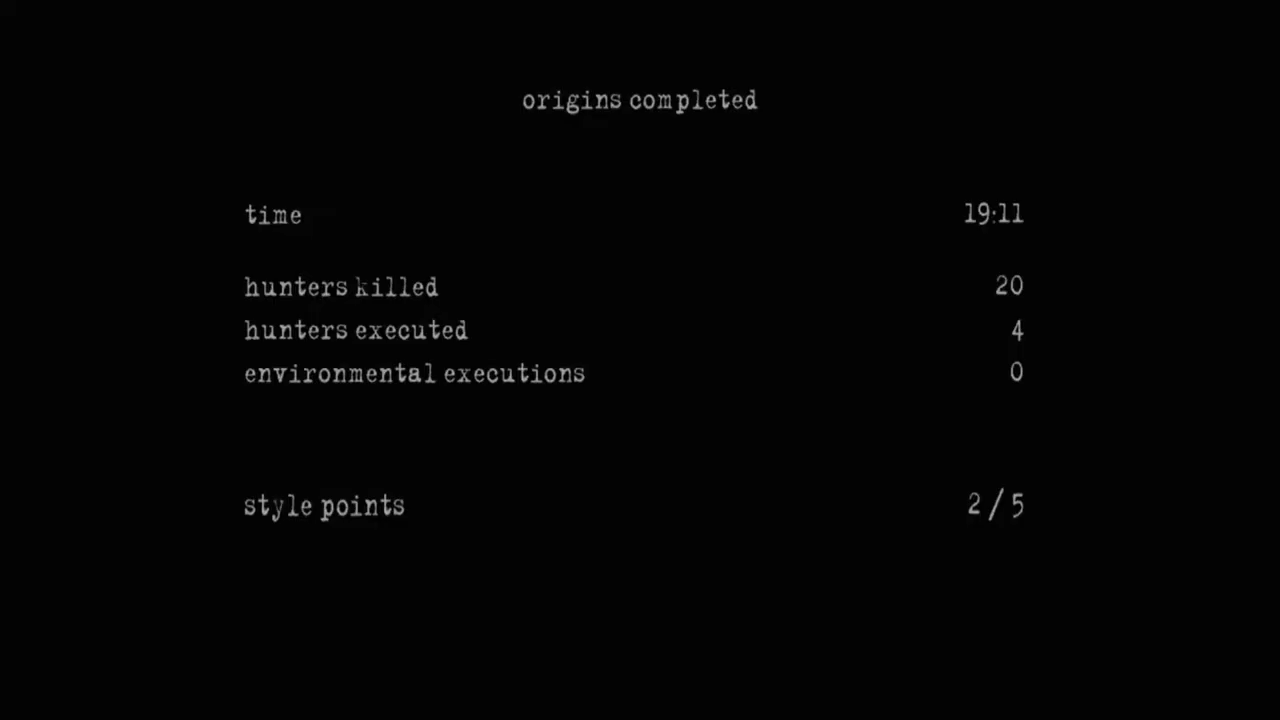 origins completed
time 19:11
hunters killed 20
hunters executed 4
environmental executions 0
style points 2 / 5